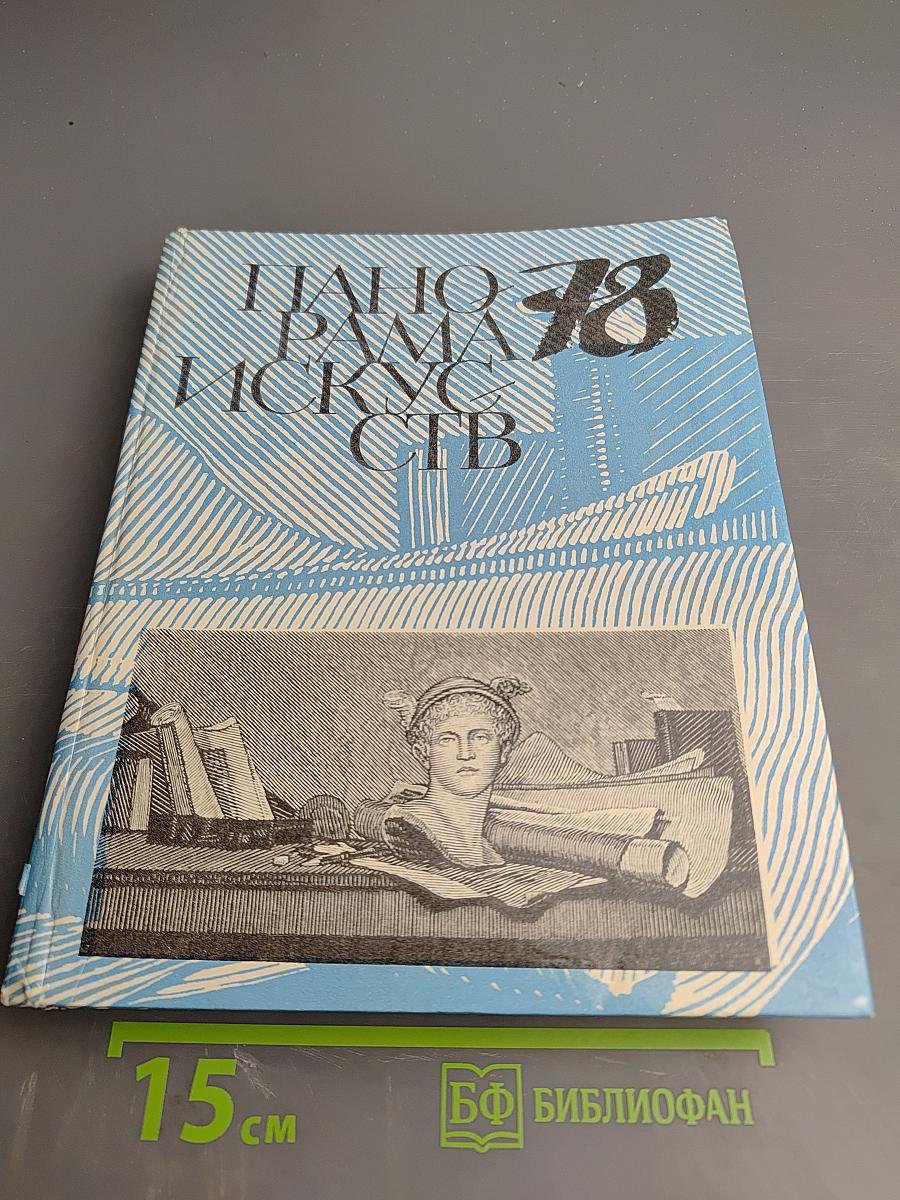 ПАНО-
РАМА
ИСКУС-
СТВ
78
15 см
БФ БИБЛИОФАН